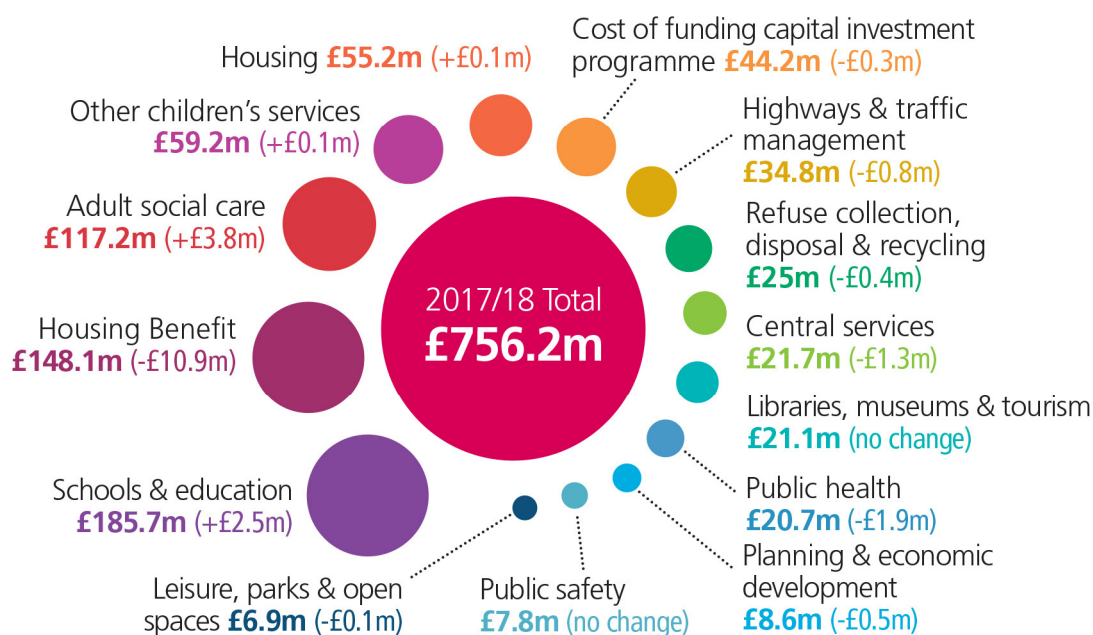 Housing £55.2m (+£0.1m)
Cost of funding capital investment
programme £44.2m (-£0.3m)
Other children’s services
£59.2m (+£0.1m)
Highways & traffic
management
£34.8m (-£0.8m)
Adult social care
£117.2m (+£3.8m)
Refuse collection,
disposal & recycling
£25m (-£0.4m)
2017/18 Total
£756.2m
Housing Benefit
£148.1m (-£10.9m)
Central services
£21.7m (-£1.3m)
Libraries, museums & tourism
£21.1m (no change)
Schools & education
£185.7m (+£2.5m)
Public health
£20.7m (-£1.9m)
Planning & economic
development
£8.6m (-£0.5m)
Leisure, parks & open
spaces £6.9m (-£0.1m)
Public safety
£7.8m (no change)